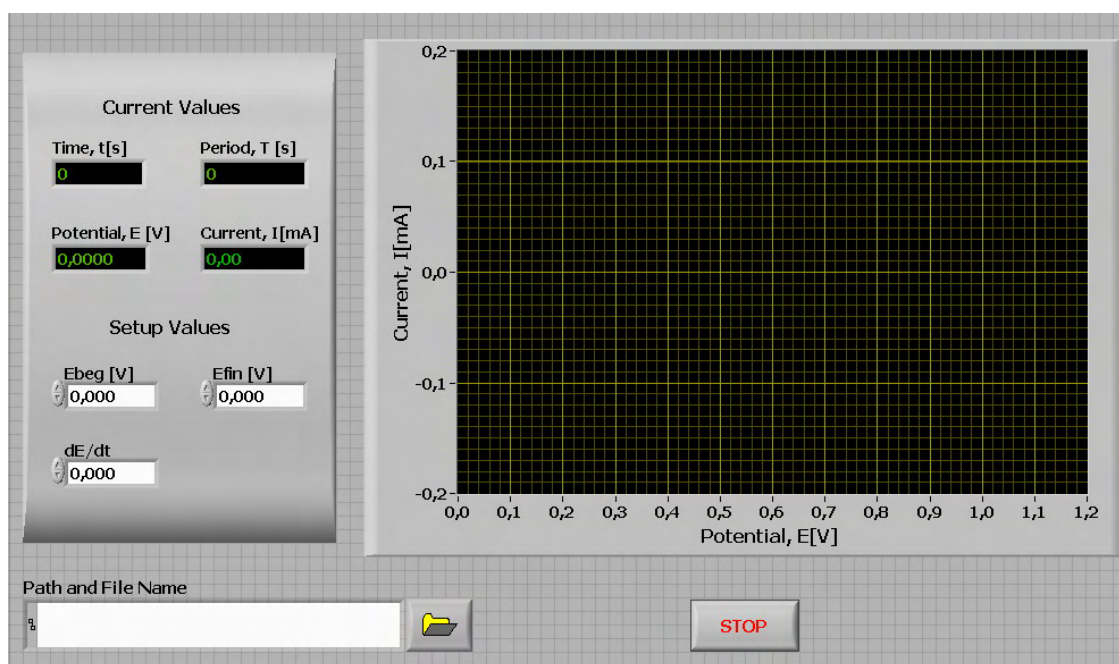 Current Values
Time, t[s] Period, T [s]
0 0
Potential, E [V] Current, I[mA]
0,0000 0,00
Setup Values
Ebeg [V] Efin [V]
0,000 0,000
dE/dt
0,000
Current, I[mA]
0,2
0,1
0,0
-0,1
-0,2
0,0 0,1 0,2 0,3 0,4 0,5 0,6 0,7 0,8 0,9 1,0 1,1 1,2
Potential, E[V]
Path and File Name
STOP